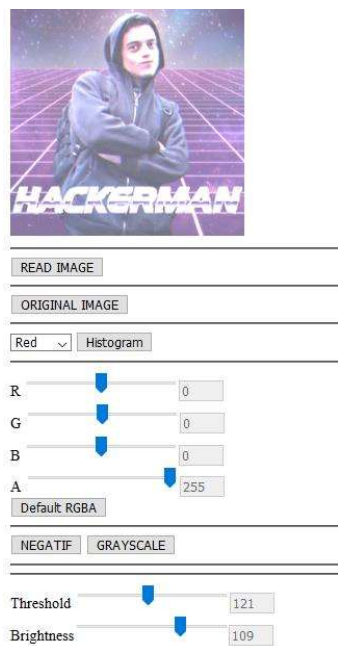 HACKERMAN
READ IMAGE
ORIGINAL IMAGE
Red Histogram
R 0
G 0
B 0
A 255
Default RGBA
NEGATIF GRAYSCALE
Threshold 121
Brightness 109